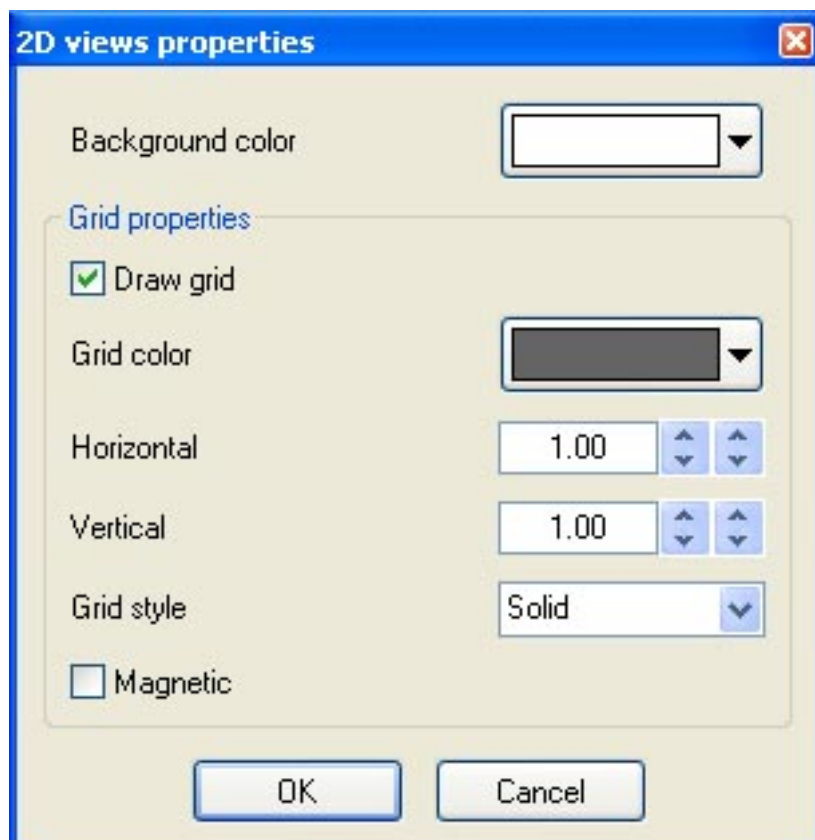 2D views properties
Background color
Grid properties
Draw grid
Grid color
Horizontal 1.00
Vertical 1.00
Grid style Solid
Magnetic
OK Cancel